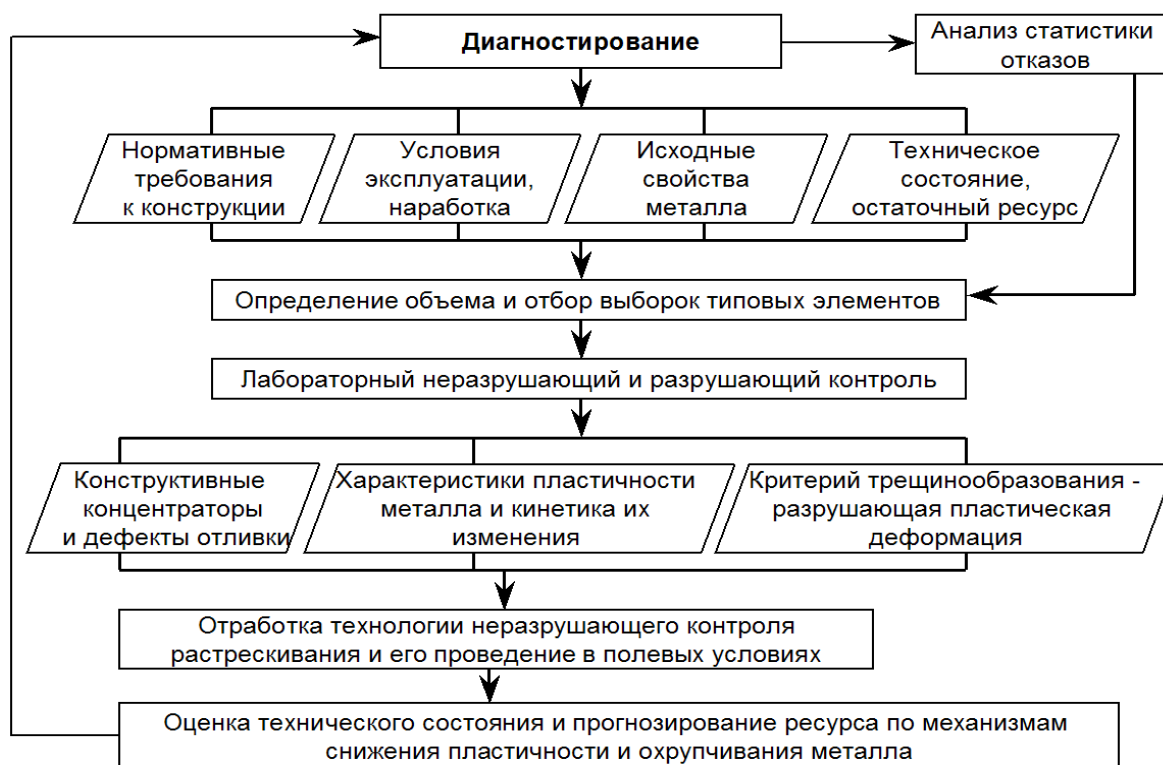 Диагностирование
Анализ статистики
отказов
Нормативные
требования
к конструкции
Условия
эксплуатации,
наработка
Исходные
свойства
металла
Техническое
состояние,
остаточный ресурс
Определение объема и отбор выборок типовых элементов
Лабораторный неразрушающий и разрушающий контроль
Конструктивные
концентраторы
и дефекты отливки
Характеристики пластичности
металла и кинетика их
изменения
Критерий трещинообразования -
разрушающая пластическая
деформация
Отработка технологии неразрушающего контроля
растрескивания и его проведение в полевых условиях
Оценка технического состояния и прогнозирование ресурса по механизмам
снижения пластичности и охрупчивания металла